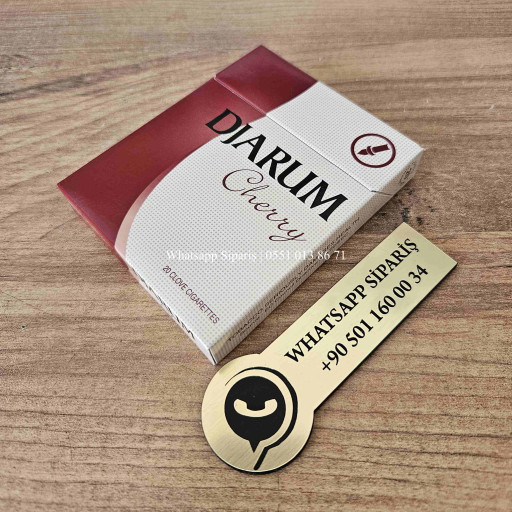 DJARUM
Cherry
20 CLOVE CIGARETTES
Whatsapp Sipariş | 0551 013 86 71
WHATSAPP SİPARİŞ
+90 501 160 00 34